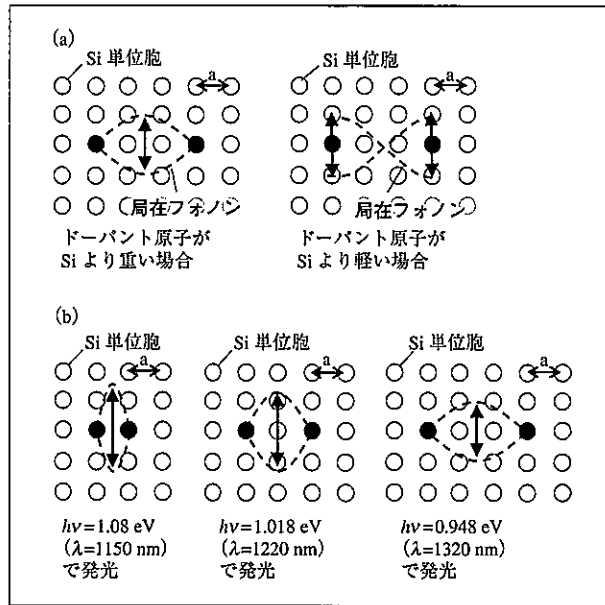 (a)
Si 単位胞
a
局在フォノン
ドーパント原子が
Si より重い場合
Si 単位胞
a
局在フォノン
ドーパント原子が
Si より軽い場合
(b)
Si 単位胞
a
hν=1.08 eV
(λ=1150 nm)
で発光
Si 単位胞
a
hν=1.018 eV
(λ=1220 nm)
で発光
Si 単位胞
a
hν=0.948 eV
(λ=1320 nm)
で発光